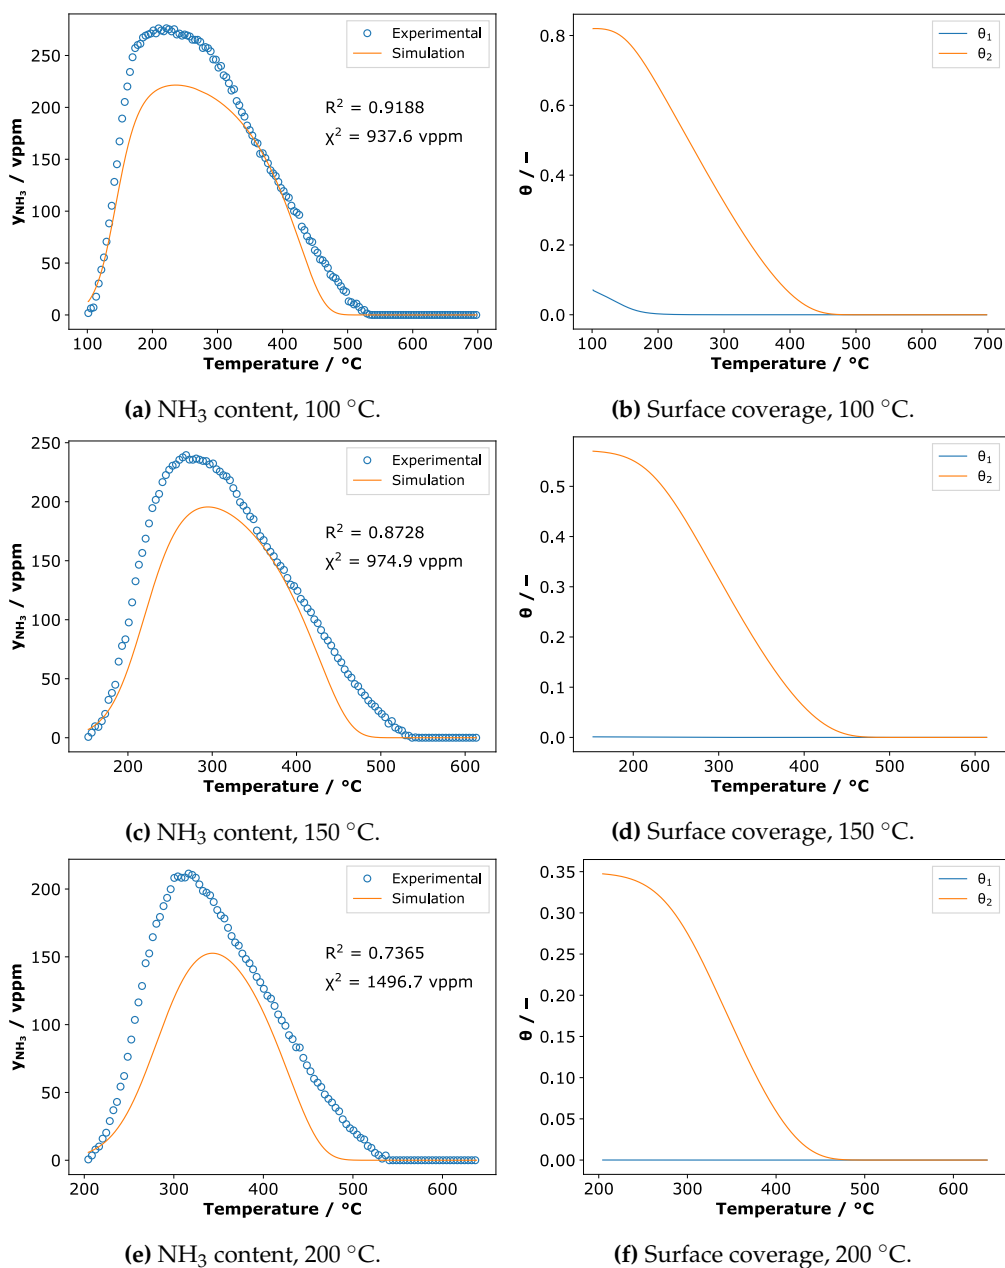 Experimental
Simulation
R² = 0.9188
χ² = 937.6 vppm
yNH₃ / vppm
250
200
150
100
50
0
100 200 300 400 500 600 700
Temperature / °C
(a) NH₃ content, 100 °C.
θ₁
θ₂
θ / −
0.8
0.6
0.4
0.2
0.0
100 200 300 400 500 600 700
Temperature / °C
(b) Surface coverage, 100 °C.
Experimental
Simulation
R² = 0.8728
χ² = 974.9 vppm
yNH₃ / vppm
250
200
150
100
50
0
200 300 400 500 600
Temperature / °C
(c) NH₃ content, 150 °C.
θ₁
θ₂
θ / −
0.5
0.4
0.3
0.2
0.1
0.0
200 300 400 500 600
Temperature / °C
(d) Surface coverage, 150 °C.
Experimental
Simulation
R² = 0.7365
χ² = 1496.7 vppm
yNH₃ / vppm
200
150
100
50
0
200 300 400 500 600
Temperature / °C
(e) NH₃ content, 200 °C.
θ₁
θ₂
θ / −
0.35
0.30
0.25
0.20
0.15
0.10
0.05
0.00
200 300 400 500 600
Temperature / °C
(f) Surface coverage, 200 °C.